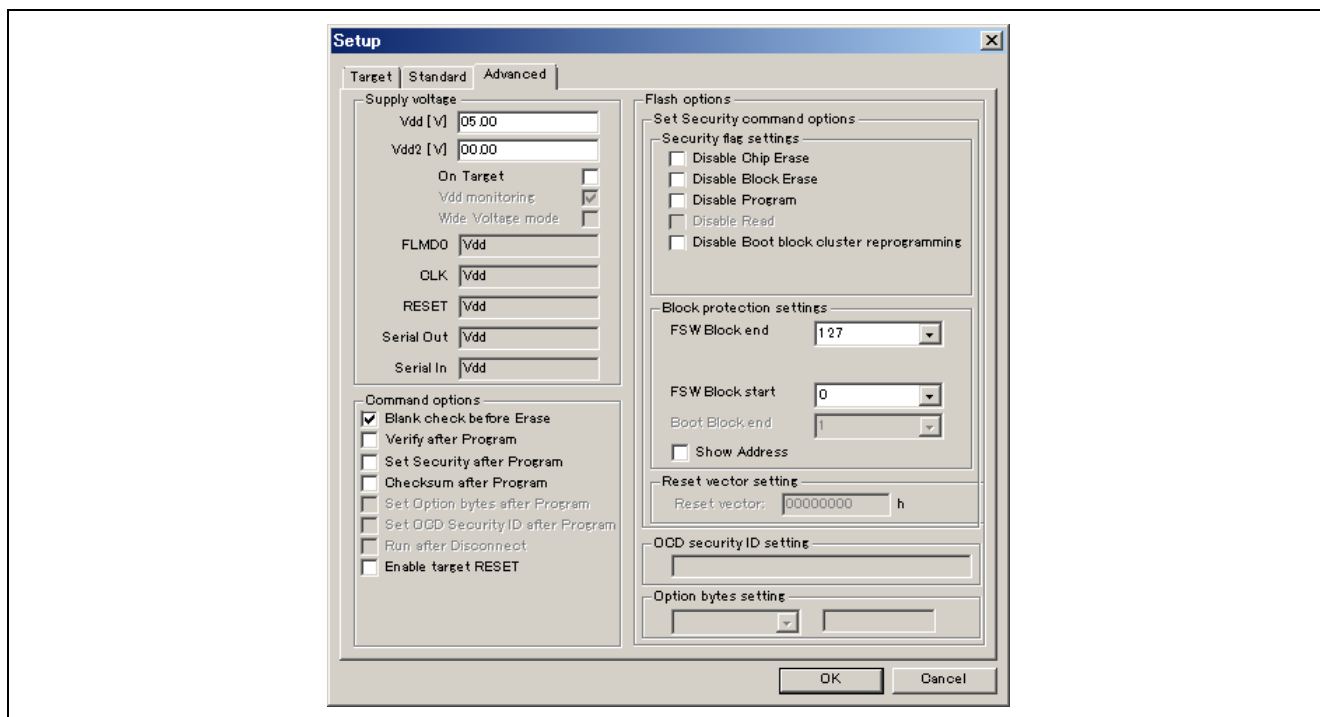 Setup
Target Standard Advanced
Supply voltage
Vdd [V] 05.00
Vdd2 [V] 00.00
On Target
Vdd monitoring
Wide Voltage mode
FLMD0 Vdd
CLK Vdd
RESET Vdd
Serial Out Vdd
Serial In Vdd
Command options
Blank check before Erase
Verify after Program
Set Security after Program
Checksum after Program
Set Option bytes after Program
Set OCD Security ID after Program
Run after Disconnect
Enable target RESET
Flash options
Set Security command options
Security flag settings
Disable Chip Erase
Disable Block Erase
Disable Program
Disable Read
Disable Boot block cluster reprogramming
Block protection settings
FSW Block end 127
FSW Block start 0
Boot Block end 1
Show Address
Reset vector setting
Reset vector: 00000000 h
OCD security ID setting
Option bytes setting
OK Cancel